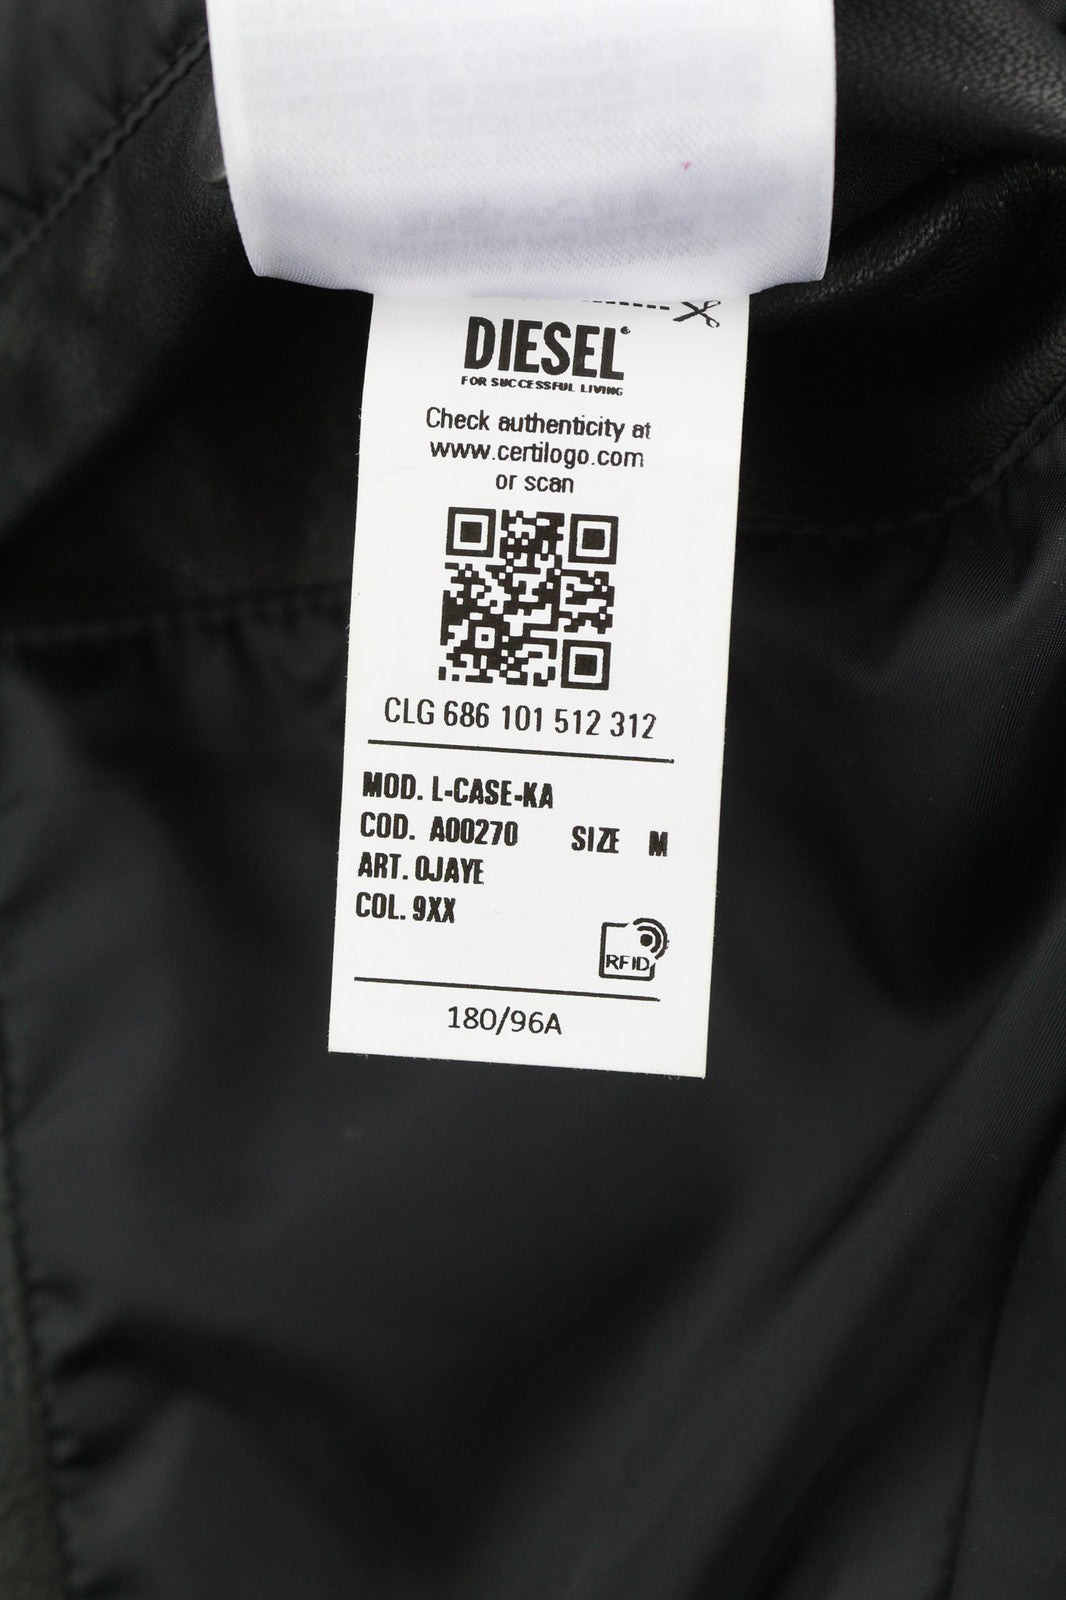 DIESEL®
FOR SUCCESSFUL LIVING
Check authenticity at
www.certilogo.com
or scan
CLG 686 101 512 312
MOD. L-CASE-KA
COD. A00270 SIZE M
ART. 0JAYE
COL. 9XX
RFID
180/96A